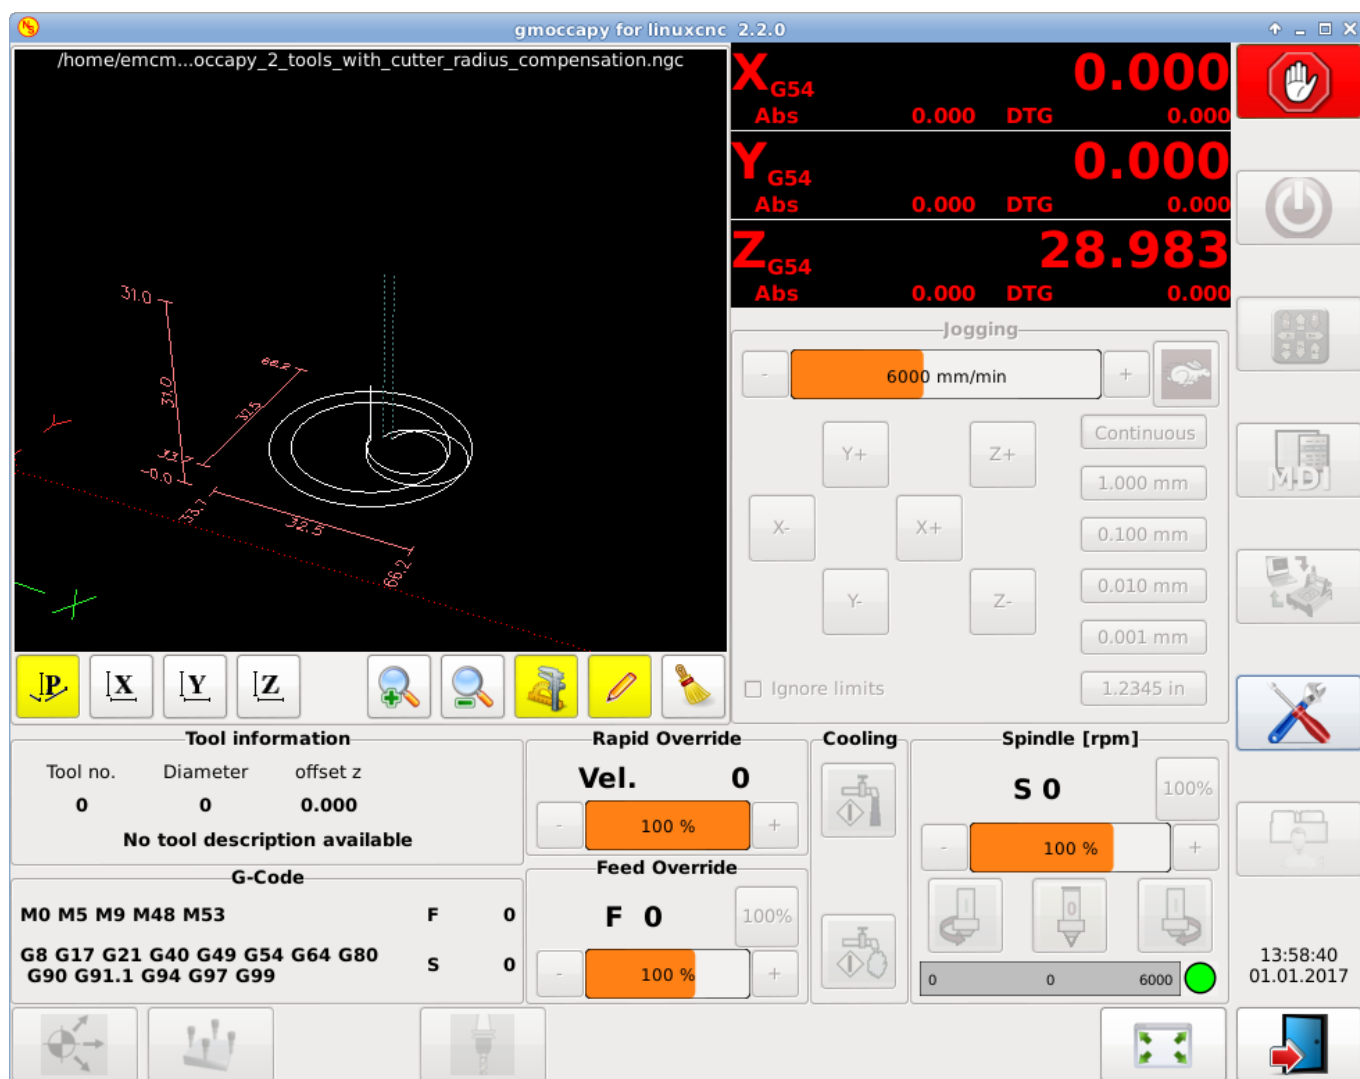 gmoccapy for linuxcnc 2.2.0
/home/emcm...occapy_2_tools_with_cutter_radius_compensation.ngc
X G54 0.000
Abs 0.000 DTG 0.000
Y G54 0.000
Abs 0.000 DTG 0.000
Z G54 28.983
Abs 0.000 DTG 0.000
31.0
31.0
-0.0
66.2
32.5
33.7
33.7
32.5
66.2
Y
X
P
X
Y
Z
Jogging
- 6000 mm/min +
Y+
Z+
X-
X+
Y-
Z-
Continuous
1.000 mm
0.100 mm
0.010 mm
0.001 mm
Ignore limits
1.2345 in
MDI
Tool information
Tool no. Diameter offset z
0 0 0.000
No tool description available
G-Code
M0 M5 M9 M48 M53 F 0
G8 G17 G21 G40 G49 G54 G64 G80
G90 G91.1 G94 G97 G99
S 0
Rapid Override
Vel. 0
- 100 % +
Feed Override
F 0 100%
- 100 % +
Cooling
Spindle [rpm]
S 0 100%
- 100 % +
I 0 I
0 0 6000
13:58:40
01.01.2017